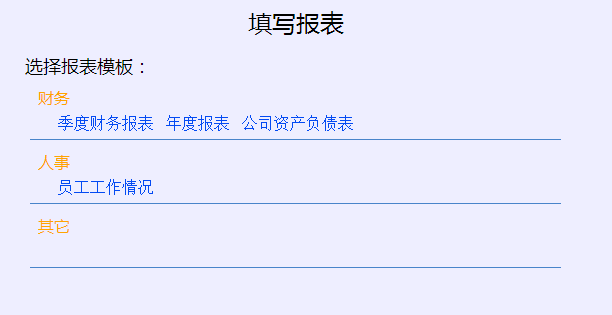 填写报表
选择报表模板：
财务
季度财务报表 年度报表 公司资产负债表
人事
员工工作情况
其它